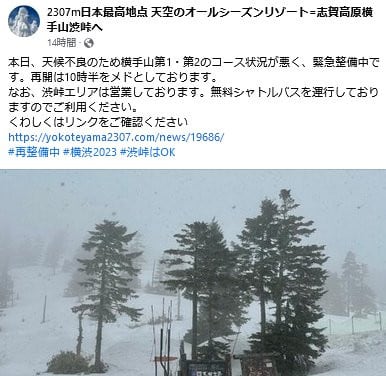 2307m日本最高地点 天空のオールシーズンリゾート=志賀高原横
手山渋峠へ
14時間 ·
本日、天候不良のため横手山第1・第2のコース状況が悪く、緊急整備中で
す。再開は10時半をメドとしております。
なお、渋峠エリアは営業しております。無料シャトルバスを運行しており
ますのでご利用ください。
くわしくはリンクをご確認ください
https://yokoteyama2307.com/news/19686/
#再整備中 #横渋2023 #渋峠はOK